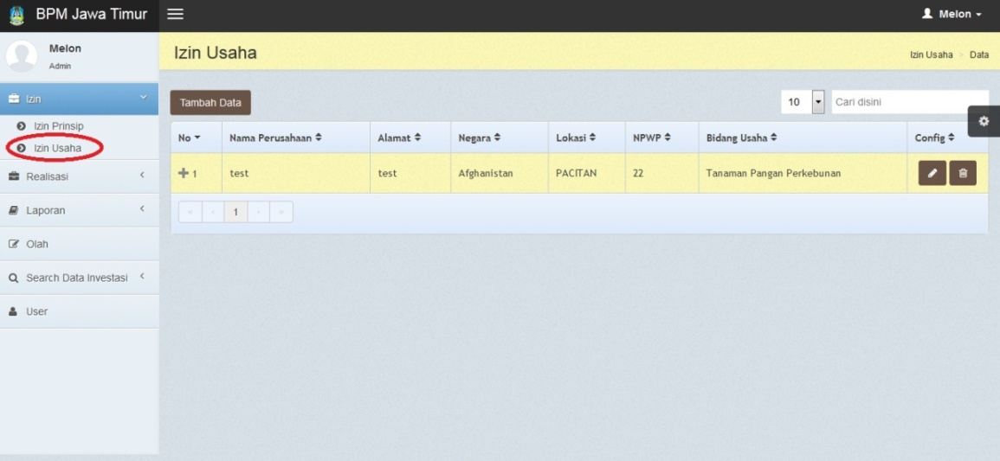 BPM Jawa Timur
Melon
Melon
Admin
Izin Usaha
Izin Usaha > Data
Izin
Izin Prinsip
Izin Usaha
Realisasi
Laporan
Olah
Search Data Investasi
User
Tambah Data
10
Cari disini
No Nama Perusahaan Alamat Negara Lokasi NPWP Bidang Usaha Config
1 test test Afghanistan PACITAN 22 Tanaman Pangan Perkebunan
« ‹ 1 › »